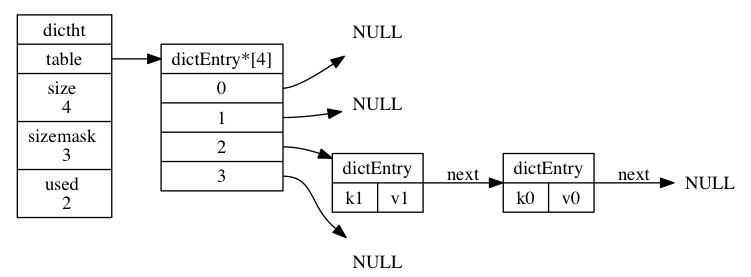 dictht
table
size
4
sizemask
3
used
2
dictEntry*[4]
0
1
2
3
NULL
NULL
dictEntry
k1 v1
next
dictEntry
k0 v0
next
NULL
NULL